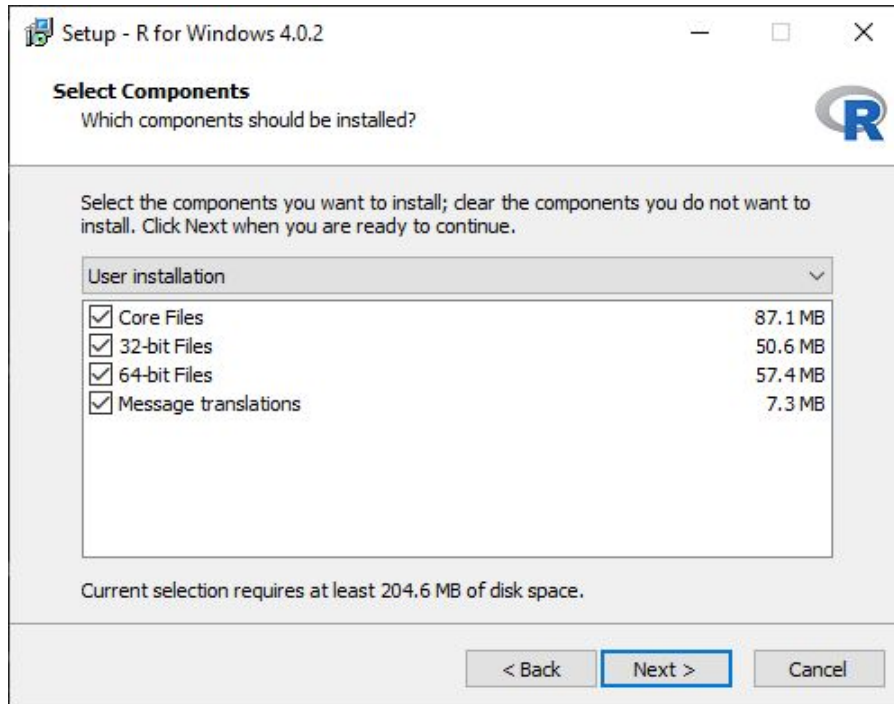 Setup - R for Windows 4.0.2
Select Components
Which components should be installed?
R
Select the components you want to install; clear the components you do not want to
install. Click Next when you are ready to continue.
User installation
Core Files 87.1 MB
32-bit Files 50.6 MB
64-bit Files 57.4 MB
Message translations 7.3 MB
Current selection requires at least 204.6 MB of disk space.
< Back Next > Cancel